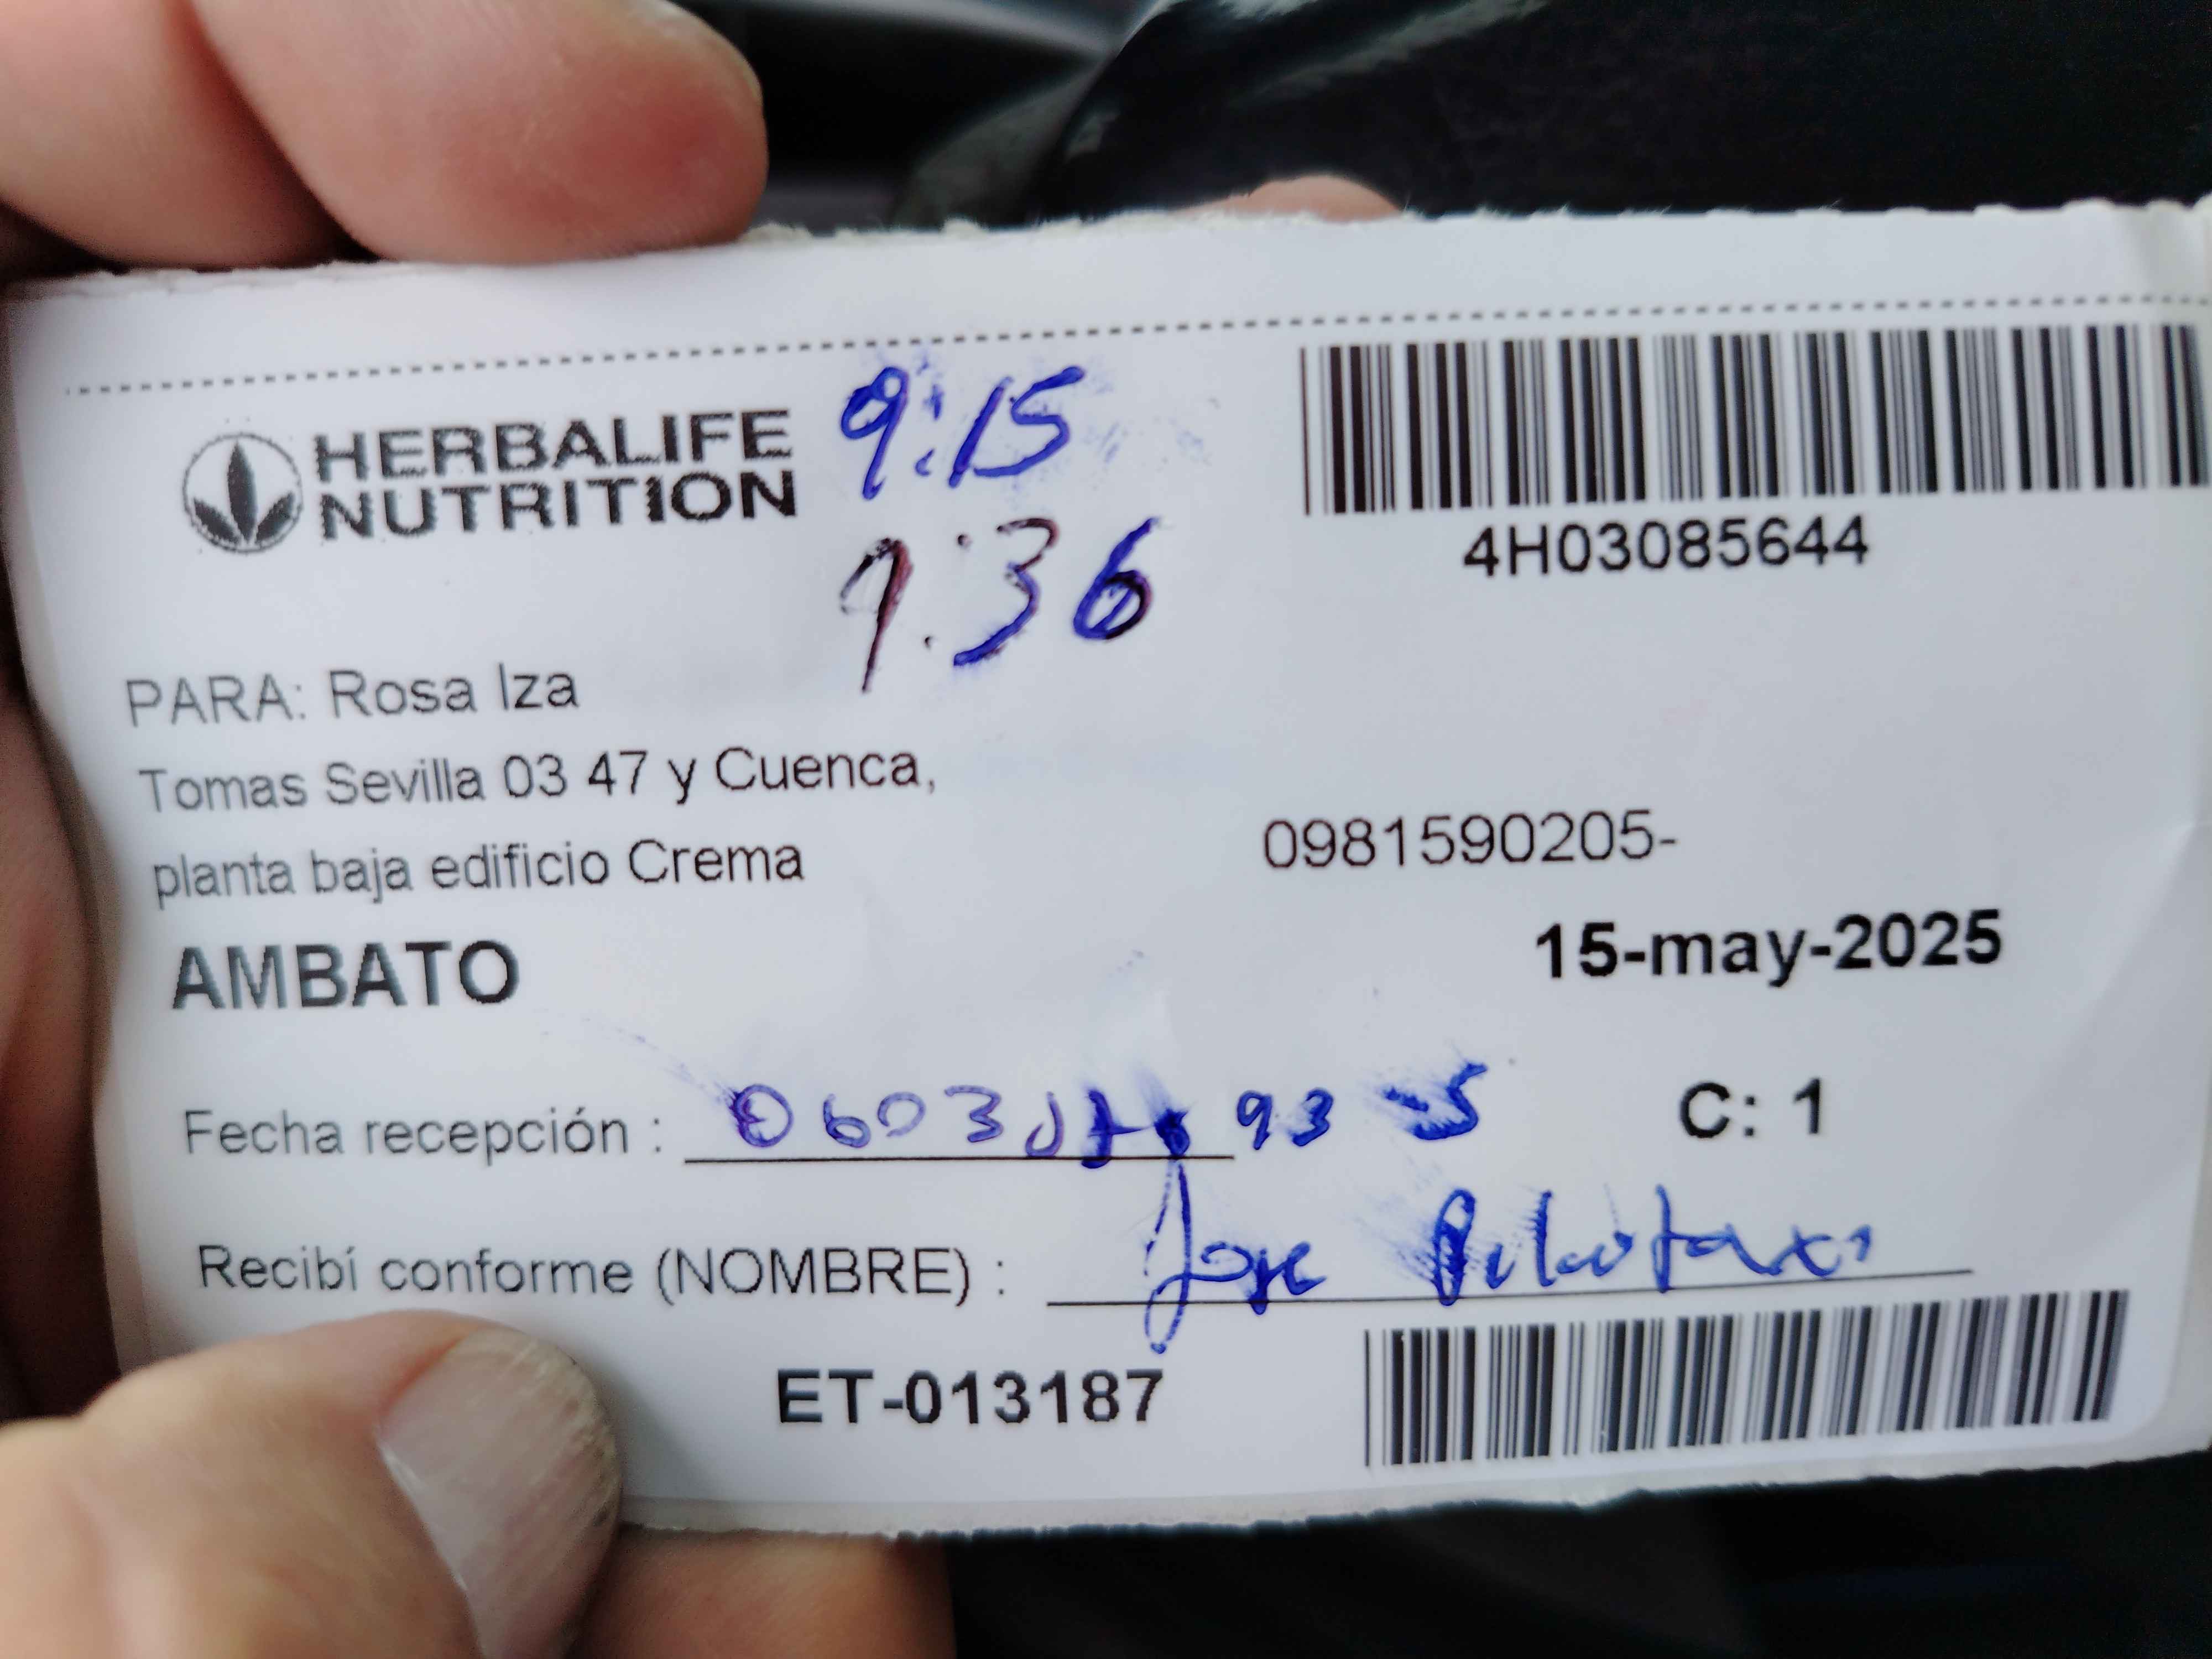 HERBALIFE
NUTRITION
9:15
9:36
4H03085644
PARA: Rosa Iza
Tomas Sevilla 03 47 y Cuenca,
planta baja edificio Crema
0981590205-
AMBATO
15-may-2025
Fecha recepción :
C: 1
Recibí conforme (NOMBRE) : Jose
ET-013187